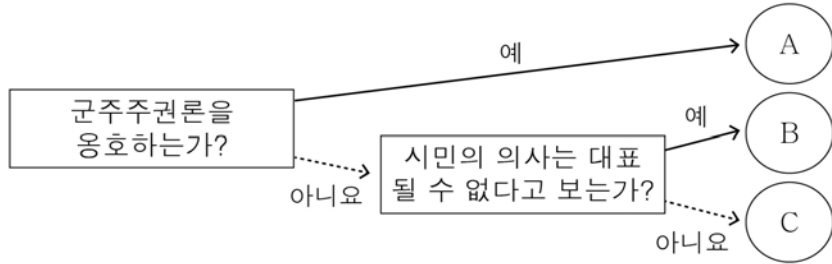 예
A
군주주권론을
옹호하는가?
예
B
시민의 의사는 대표
될 수 없다고 보는가?
아니요
C
아니요